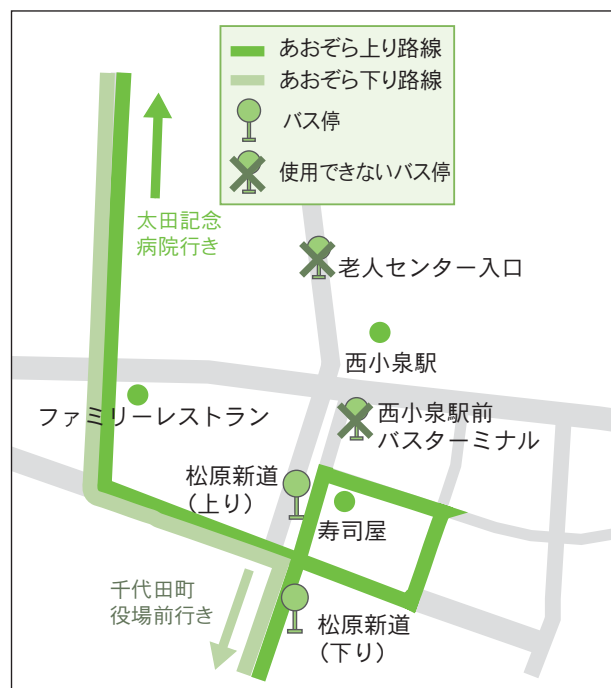 あおぞら上り路線
あおぞら下り路線
バス停
使用できないバス停
太田記念
病院行き
老人センター入口
西小泉駅
ファミリーレストラン
西小泉駅前
バスターミナル
松原新道
(上り)
寿司屋
千代田町
役場前行き
松原新道
(下り)